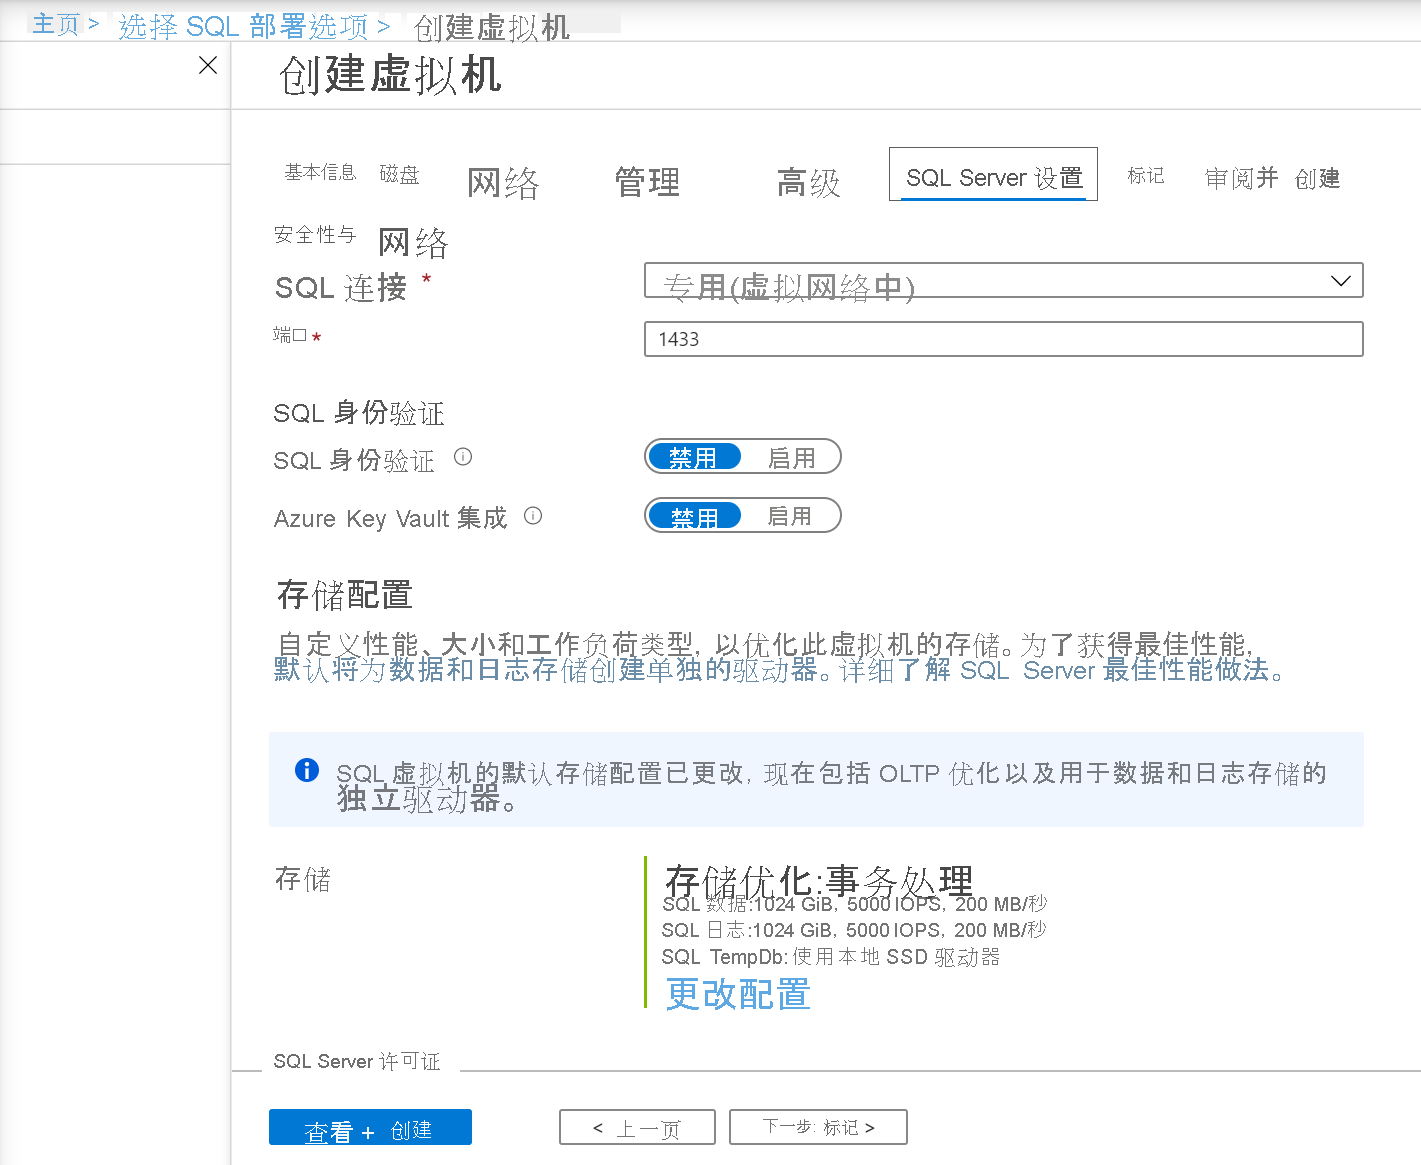 主页 > 选择 SQL 部署选项 > 创建虚拟机
创建虚拟机
基本信息 磁盘 网络 管理 高级 SQL Server 设置 标记 审阅并 创建
安全性与 网络
SQL 连接 * 专用(虚拟网络中)
端口 * 1433
SQL 身份验证
SQL 身份验证 禁用 启用
Azure Key Vault 集成 禁用 启用
存储配置
自定义性能、大小和工作负荷类型, 以优化此虚拟机的存储。为了获得最佳性能,
默认将为数据和日志存储创建单独的驱动器。详细了解 SQL Server 最佳性能做法。
SQL 虚拟机的默认存储配置已更改, 现在包括 OLTP 优化以及用于数据和日志存储的
独立驱动器。
存储 存储优化:事务处理
SQL 数据:1024 GiB, 5000 IOPS, 200 MB/秒
SQL 日志:1024 GiB, 5000 IOPS, 200 MB/秒
SQL TempDb: 使用本地 SSD 驱动器
更改配置
SQL Server 许可证
查看 + 创建 < 上一页 下一步: 标记 >